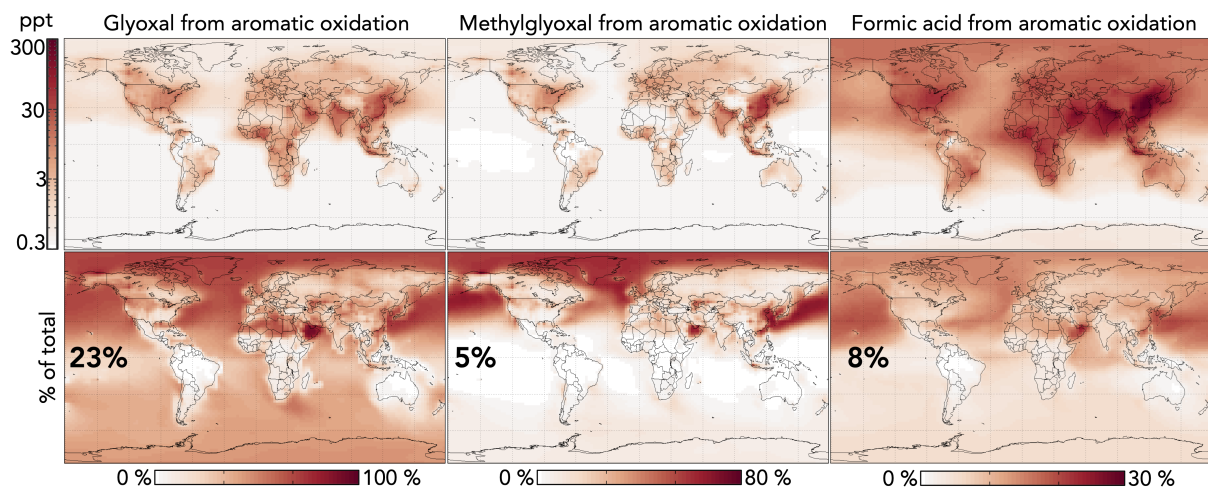 ppt
Glyoxal from aromatic oxidation
Methylglyoxal from aromatic oxidation
Formic acid from aromatic oxidation
300
30
3
0.3
% of total
23%
5%
8%
0 %
100 %
0 %
80 %
0 %
30 %